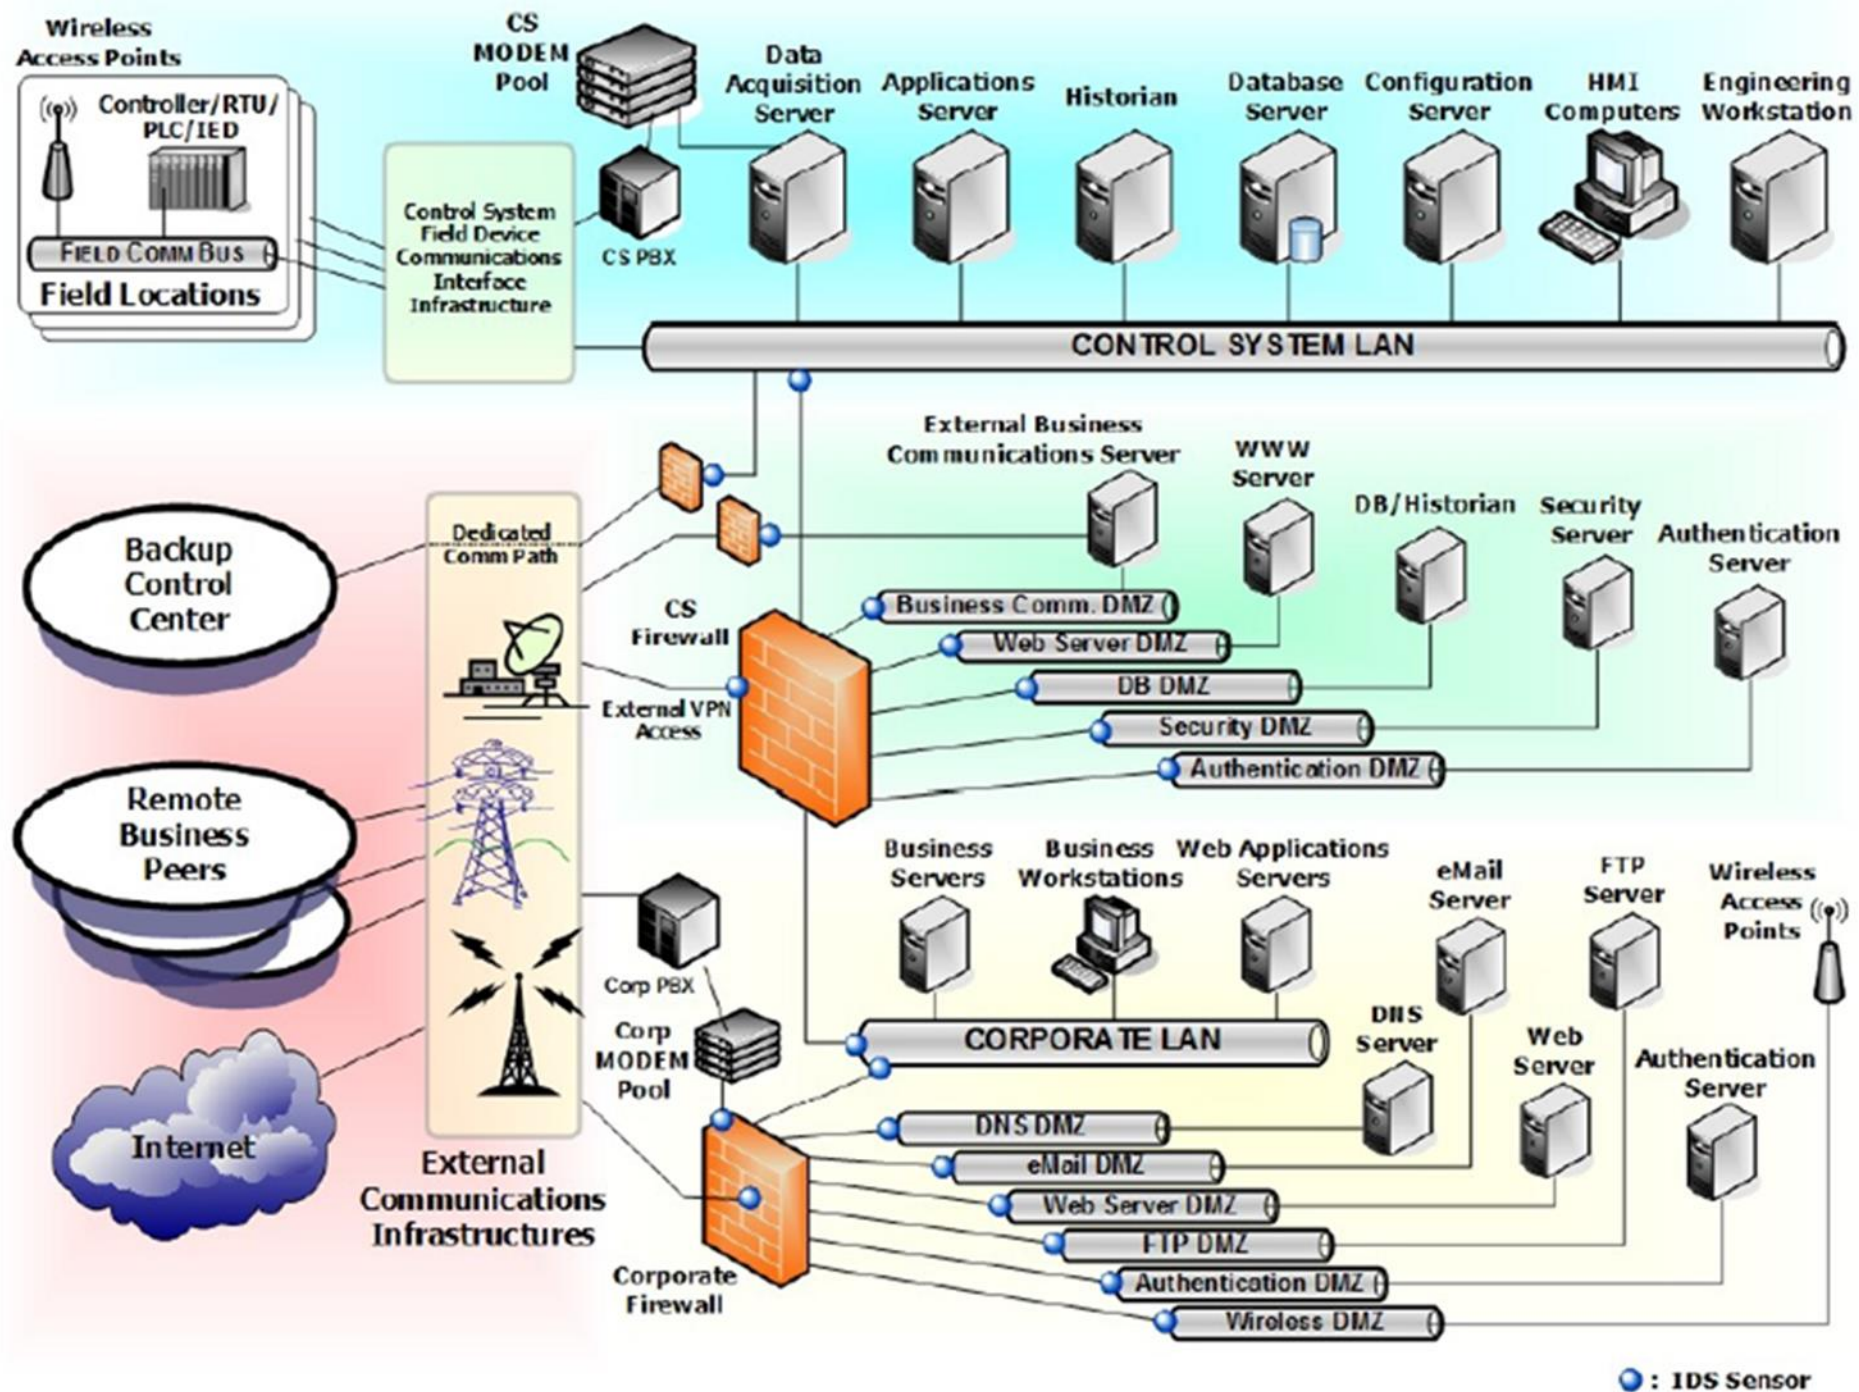 Wireless
Access Points
Controller/RTU/
PLC/IED
FIELD COMM BUS
Field Locations
Control System
Field Device
Communications
Interface
Infrastructure
CS
MODEM
Pool
CS PBX
Data
Acquisition
Server
Applications
Server
Historian
Database
Server
Configuration
Server
HMI
Computers
Engineering
Workstation
CONTROL SYSTEM LAN
External Business
Communications Server
WWW
Server
DB/Historian
Security
Server
Authentication
Server
Backup
Control
Center
Dedicated
Comm Path
CS
Firewall
External VPN
Access
Business Comm. DMZ
Web Server DMZ
DB DMZ
Security DMZ
Authentication DMZ
Remote
Business
Peers
Internet
External
Communications
Infrastructures
Corp PBX
Corp
MODEM
Pool
Business
Servers
Business
Workstations
Web Applications
Servers
eMail
Server
FTP
Server
Wireless
Access
Points
CORPORATE LAN
DNS
Server
Web
Server
Authentication
Server
DNS DMZ
eMail DMZ
Web Server DMZ
FTP DMZ
Authentication DMZ
Wireless DMZ
Corporate
Firewall
: IDS Sensor